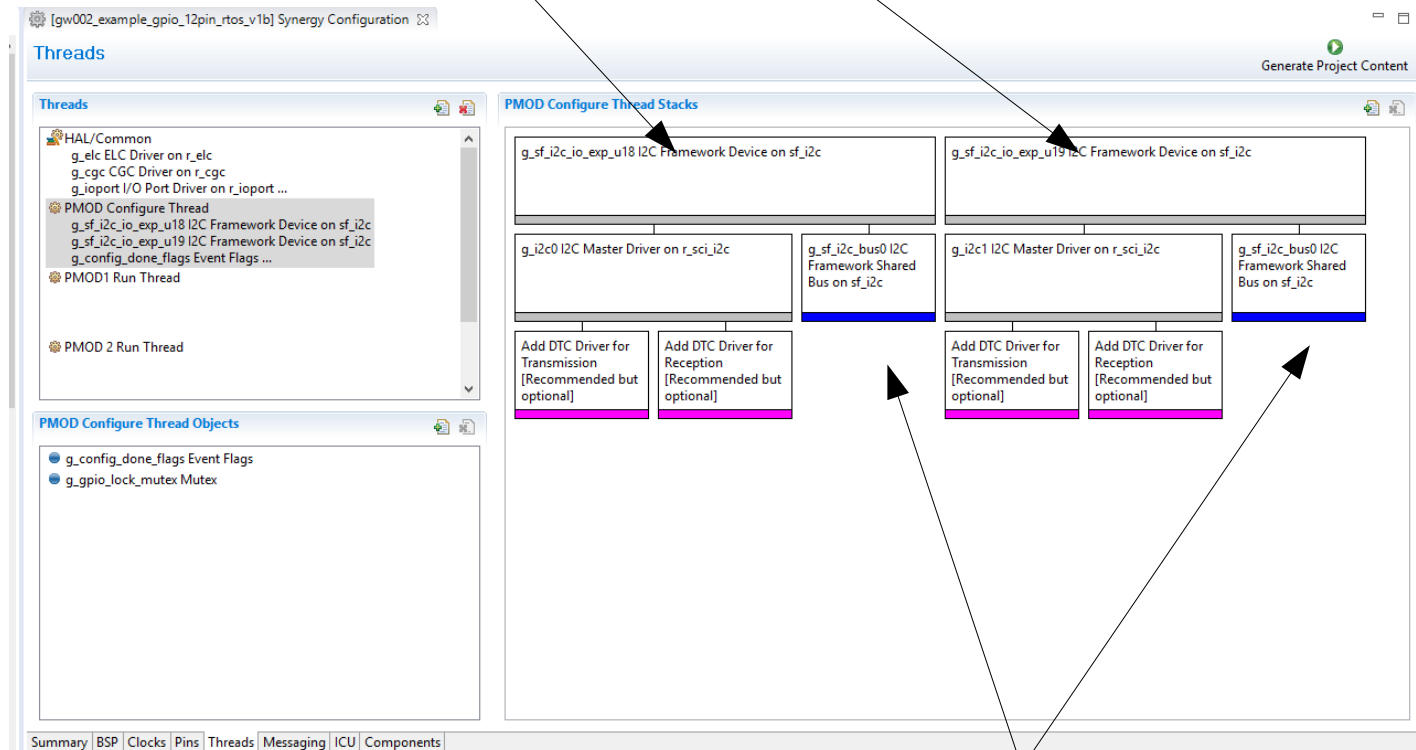 [gw002_example_gpio_12pin_rtos_v1b] Synergy Configuration
Threads
Generate Project Content
Threads
HAL/Common
g_elc ELC Driver on r_elc
g_cgc CGC Driver on r_cgc
g_ioport I/O Port Driver on r_ioport ...
PMOD Configure Thread
g_sf_i2c_io_exp_u18 I2C Framework Device on sf_i2c
g_sf_i2c_io_exp_u19 I2C Framework Device on sf_i2c
g_config_done_flags Event Flags ...
PMOD1 Run Thread
PMOD 2 Run Thread
PMOD Configure Thread Objects
g_config_done_flags Event Flags
g_gpio_lock_mutex Mutex
PMOD Configure Thread Stacks
g_sf_i2c_io_exp_u18 I2C Framework Device on sf_i2c
g_i2c0 I2C Master Driver on r_sci_i2c
g_sf_i2c_bus0 I2C
Framework Shared
Bus on sf_i2c
Add DTC Driver for
Transmission
[Recommended but
optional]
Add DTC Driver for
Reception
[Recommended but
optional]
g_sf_i2c_io_exp_u19 I2C Framework Device on sf_i2c
g_i2c1 I2C Master Driver on r_sci_i2c
g_sf_i2c_bus0 I2C
Framework Shared
Bus on sf_i2c
Add DTC Driver for
Transmission
[Recommended but
optional]
Add DTC Driver for
Reception
[Recommended but
optional]
Summary BSP Clocks Pins Threads Messaging ICU Components